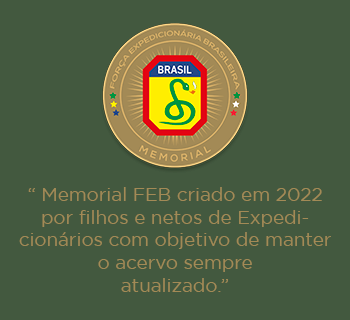 FORÇA EXPEDICIONÁRIA BRASILEIRA
BRASIL
MEMORIAL
“ Memorial FEB criado em 2022
por filhos e netos de Expedi-
cionários com objetivo de manter
o acervo sempre
atualizado.”